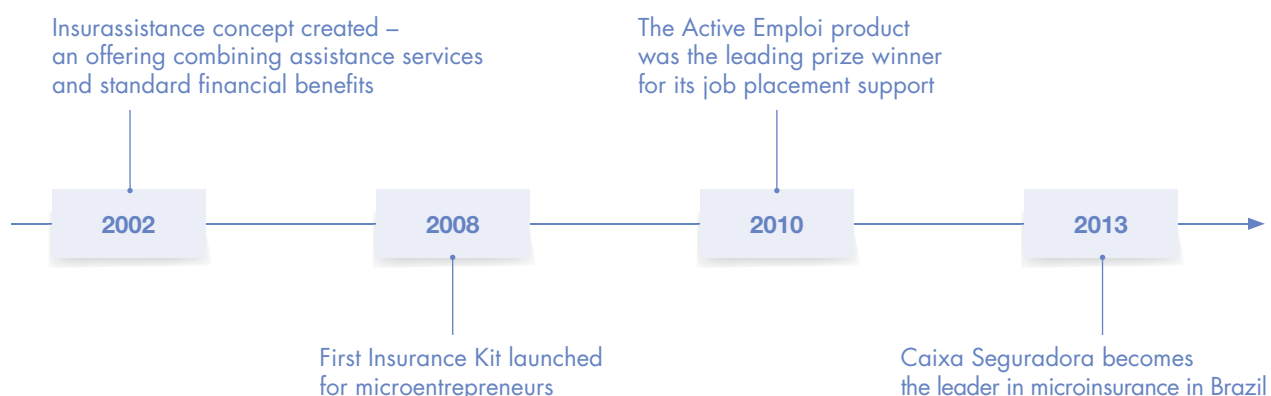 Insurassistance concept created –
an offering combining assistance services
and standard financial benefits
The Active Emploi product
was the leading prize winner
for its job placement support
2002
2008
2010
2013
First Insurance Kit launched
for microentrepreneurs
Caixa Seguradora becomes
the leader in microinsurance in Brazil